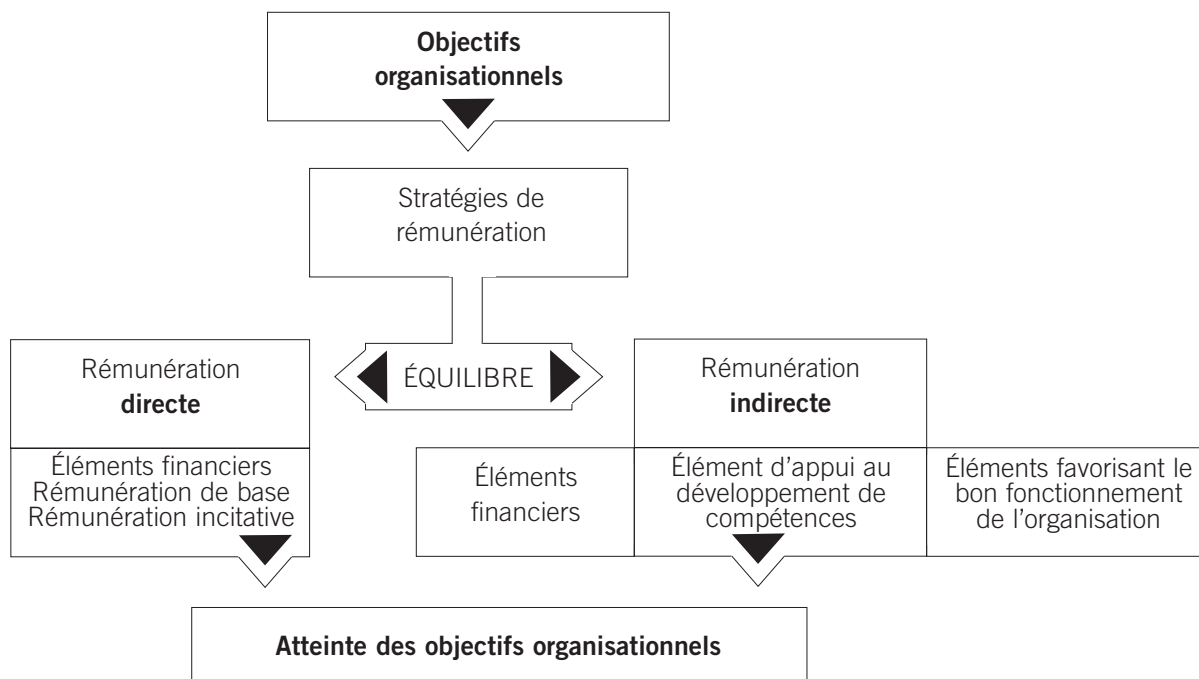 Objectifs
organisationnels
Stratégies de
rémunération
Rémunération
directe
ÉQUILIBRE
Rémunération
indirecte
Éléments financiers
Rémunération de base
Rémunération incitative
Éléments
financiers
Élément d'appui au
développement de
compétences
Éléments favorisant le
bon fonctionnement
de l'organisation
Atteinte des objectifs organisationnels